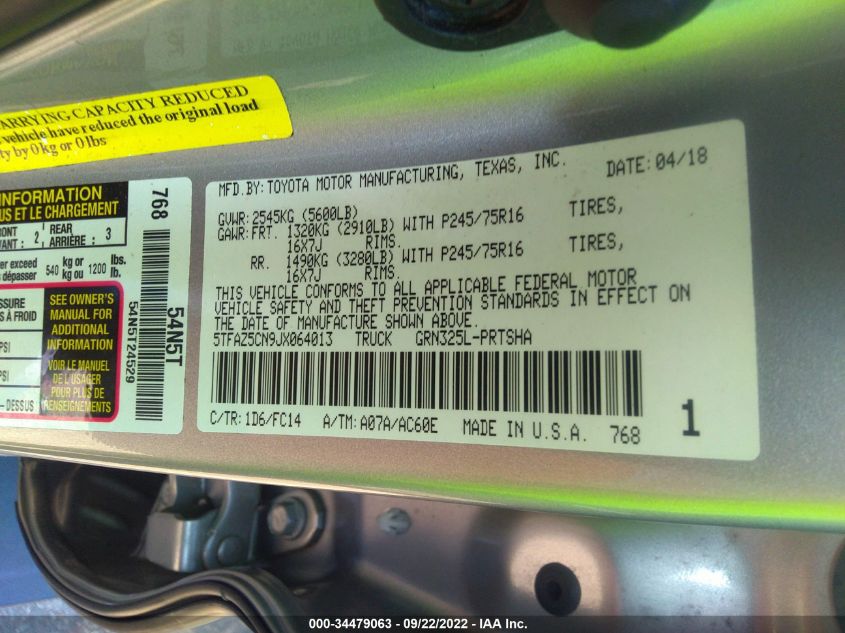 ARRYING CAPACITY REDUCED
vehicle have reduced the original load
ty by 0 kg or 0 lbs
INFORMATION
US ET LE CHARGEMENT
RONT
VANT : 2
REAR
ARRIÈRE : 3
er exceed
s dépasser 540 kg or 1200 lbs.
kg ou lb.
SSURE
S À FROID
PSI
PSI
- DESSUS
SEE OWNER'S
MANUAL FOR
ADDITIONAL
INFORMATION
VOIR LE MANUEL
DE L'USAGER
POUR PLUS DE
RENSEIGNEMENTS
768
54N5T24529
54N5T
MFD.BY:TOYOTA MOTOR MANUFACTURING, TEXAS, INC. DATE:04/18
GVWR:2545KG (5600LB)
GAWR:FRT. 1320KG (2910LB) WITH P245/75R16 TIRES,
16X7J RIMS.
RR. 1490KG (3280LB) WITH P245/75R16 TIRES,
16X7J RIMS.
THIS VEHICLE CONFORMS TO ALL APPLICABLE FEDERAL MOTOR
VEHICLE SAFETY AND THEFT PREVENTION STANDARDS IN EFFECT ON
THE DATE OF MANUFACTURE SHOWN ABOVE.
5TFAZ5CN9JX064013 TRUCK GRN325L-PRTSHA
C/TR:1D6/FC14 A/TM:A07A/AC60E MADE IN U.S.A. 768 1
000-34479063 - 09/22/2022 - IAA Inc.